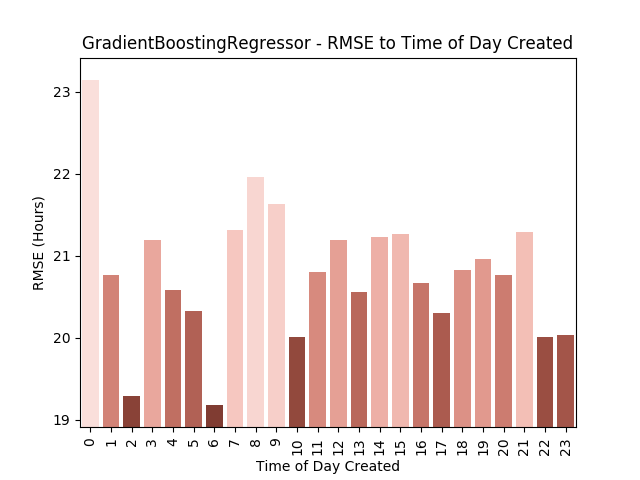 GradientBoostingRegressor - RMSE to Time of Day Created
23
22
21
20
19
RMSE (Hours)
0 1 2 3 4 5 6 7 8 9 10 11 12 13 14 15 16 17 18 19 20 21 22 23
Time of Day Created